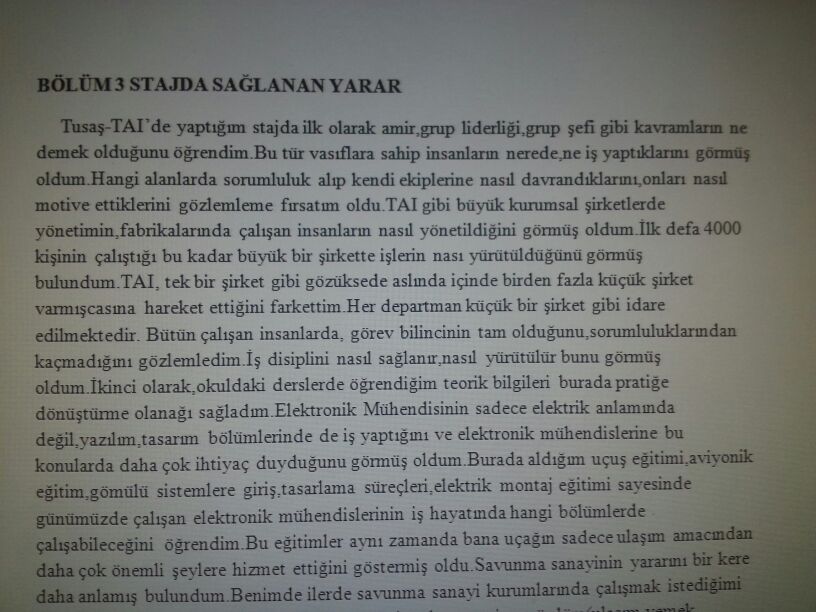 BÖLÜM 3 STAJDA SAĞLANAN YARAR
Tusaş-TAI’de yaptığım stajda ilk olarak amir,grup liderliği,grup şefi gibi kavramların ne
demek olduğunu öğrendim.Bu tür vasıflara sahip insanların nerede,ne iş yaptıklarını görmüş
oldum.Hangi alanlarda sorumluluk alıp kendi ekiplerine nasıl davrandıklarını,onları nasıl
motive ettiklerini gözlemleme fırsatım oldu.TAI gibi büyük kurumsal şirketlerde
yönetimin,fabrikalarında çalışan insanların nasıl yönetildiğini görmüş oldum.İlk defa 4000
kişinin çalıştığı bu kadar büyük bir şirkette işlerin nası yürütüldüğünü görmüş
bulundum.TAI, tek bir şirket gibi gözüksede aslında içinde birden fazla küçük şirket
varmışcasına hareket ettiğini farkettim.Her departman küçük bir şirket gibi idare
edilmektedir. Bütün çalışan insanlarda, görev bilincinin tam olduğunu,sorumluluklarından
kaçmadığını gözlemledim.İş disiplini nasıl sağlanır,nasıl yürütülür bunu görmüş
oldum.İkinci olarak,okuldaki derslerde öğrendiğim teorik bilgileri burada pratiğe
dönüştürme olanağı sağladım.Elektronik Mühendisinin sadece elektrik anlamında
değil,yazılım,tasarım bölümlerinde de iş yaptığını ve elektronik mühendislerine bu
konularda daha çok ihtiyaç duyduğunu görmüş oldum.Burada aldığım uçuş eğitimi,aviyonik
eğitim,gömülü sistemlere giriş,tasarlama süreçleri,elektrik montaj eğitimi sayesinde
günümüzde çalışan elektronik mühendislerinin iş hayatında hangi bölümlerde
çalışabileceğini öğrendim.Bu eğitimler aynı zamanda bana uçağın sadece ulaşım amacından
daha çok önemli şeylere hizmet ettiğini göstermiş oldu.Savunma sanayinin yararını bir kere
daha anlamış bulundum.Benimde ilerde savunma sanayi kurumlarında çalışmak istediğimi